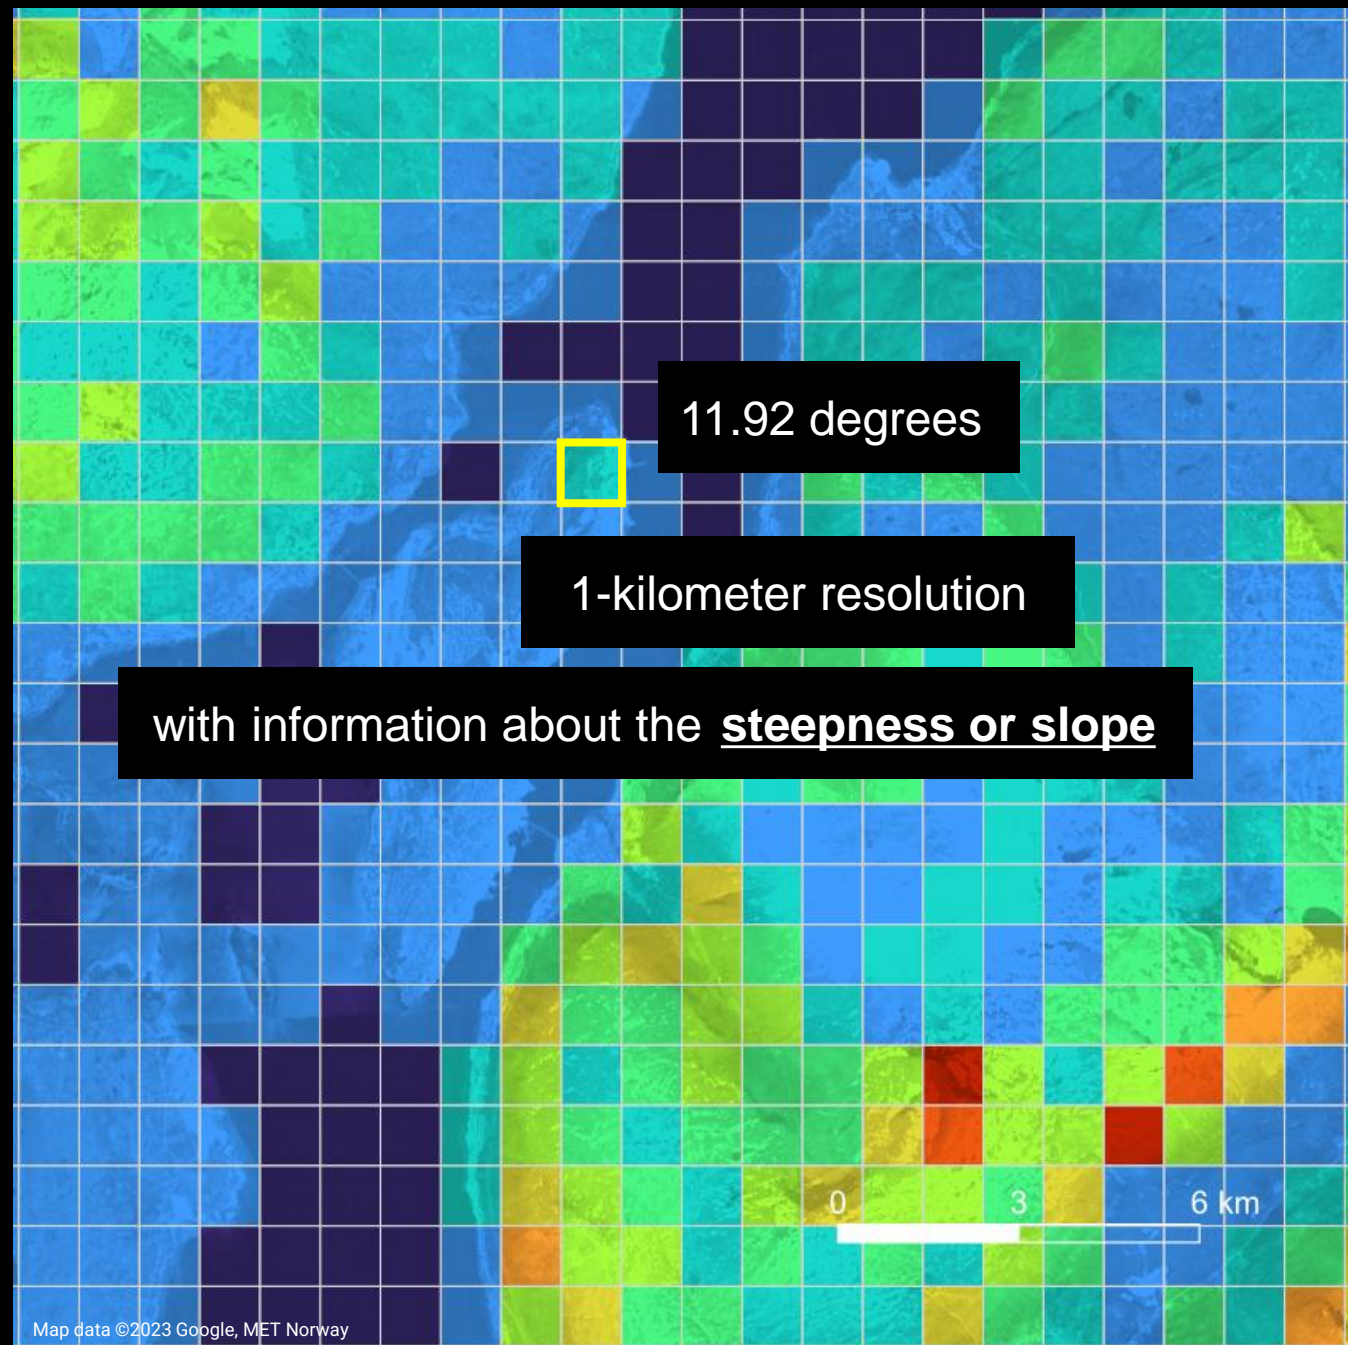 11.92 degrees
1-kilometer resolution
with information about the steepness or slope
0 3 6 km
Map data ©2023 Google, MET Norway